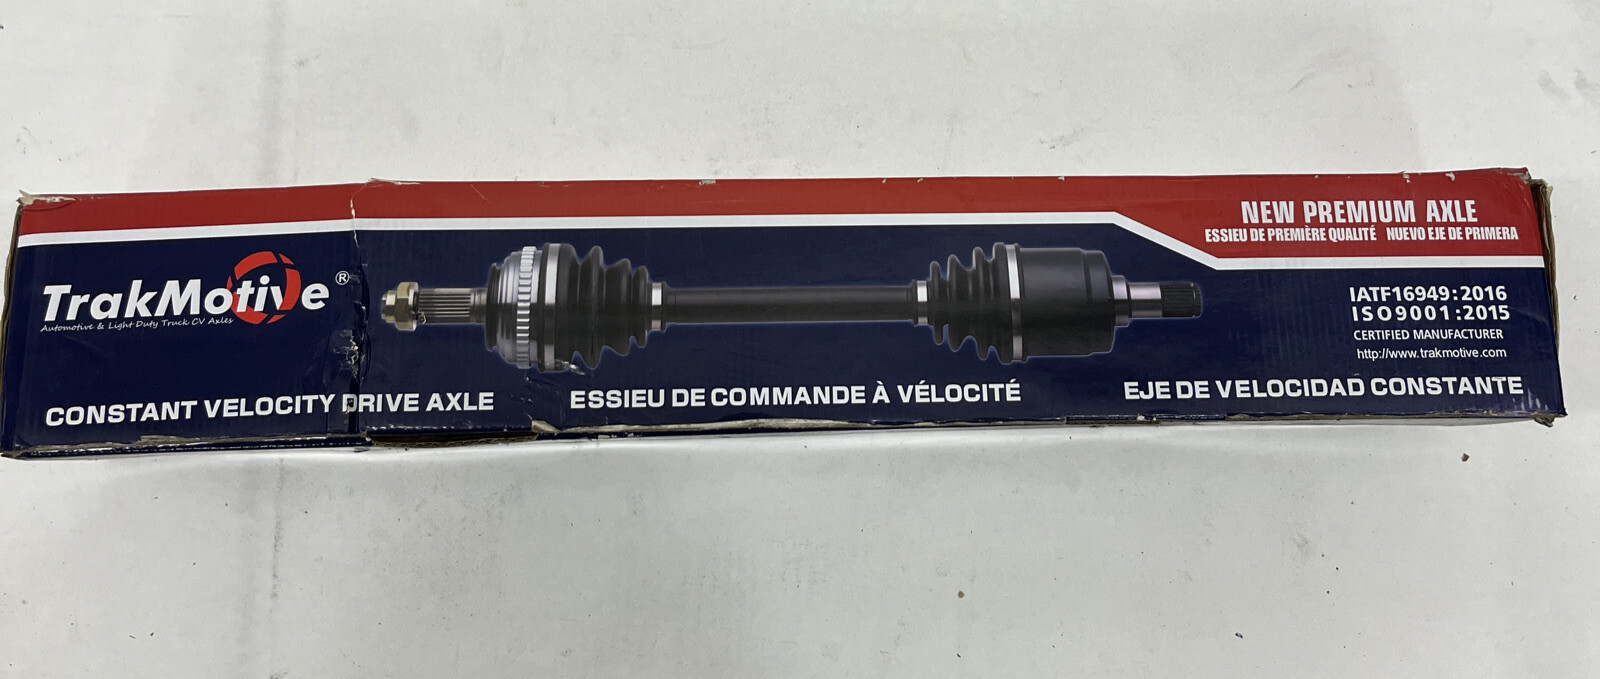 NEW PREMIUM AXLE
ESSIEU DE PREMIÈRE QUALITÉ NUEVO EJE DE PRIMERA
TrakMotive®
Automotive & Light Duty Truck CV Axles
IATF16949:2016
ISO9001:2015
CERTIFIED MANUFACTURER
http://www.trakmotive.com
CONSTANT VELOCITY DRIVE AXLE
ESSIEU DE COMMANDE À VÉLOCITÉ
EJE DE VELOCIDAD CONSTANTE